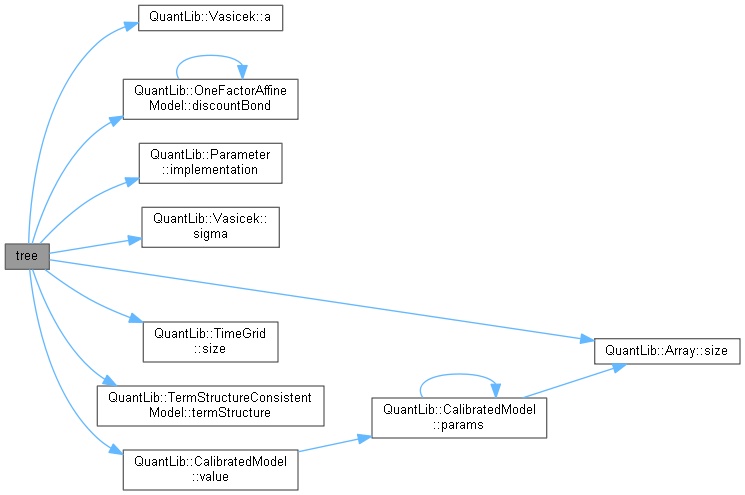 QuantLib::Vasicek::a
QuantLib::OneFactorAffine
Model::discountBond
QuantLib::Parameter
::implementation
QuantLib::Vasicek::
sigma
tree
QuantLib::TimeGrid
::size
QuantLib::Array::size
QuantLib::TermStructureConsistent
Model::termStructure
QuantLib::CalibratedModel
::params
QuantLib::CalibratedModel
::value